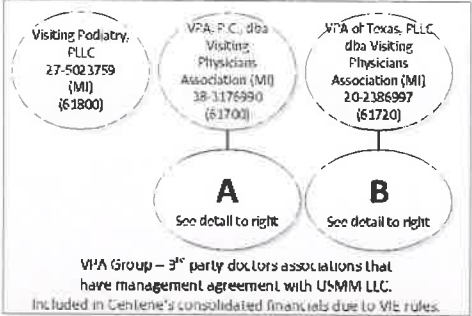 Visiting Podiatry,
PLLC
27-5023759
(MI)
(61800)
VPA, P.C., dba
Visiting
Physicians
Association (MI)
38-3176990
(61700)
VPA of Texas, PLLC
dba Visiting
Physicians
Association (MI)
20-2386997
(61720)
A
See detail to right
B
See detail to right
VPA Group – 3rd party doctors associations that
have management agreement with USMM LLC.
Included in Centene's consolidated financials due to VIE rules.